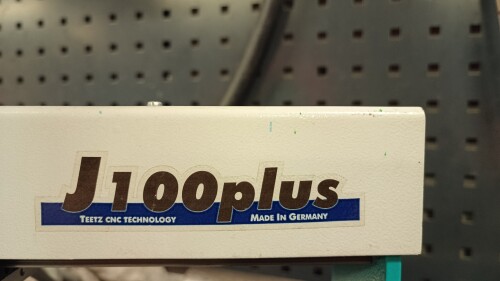 J100plus
TEETZ CNC TECHNOLOGY MADE IN GERMANY